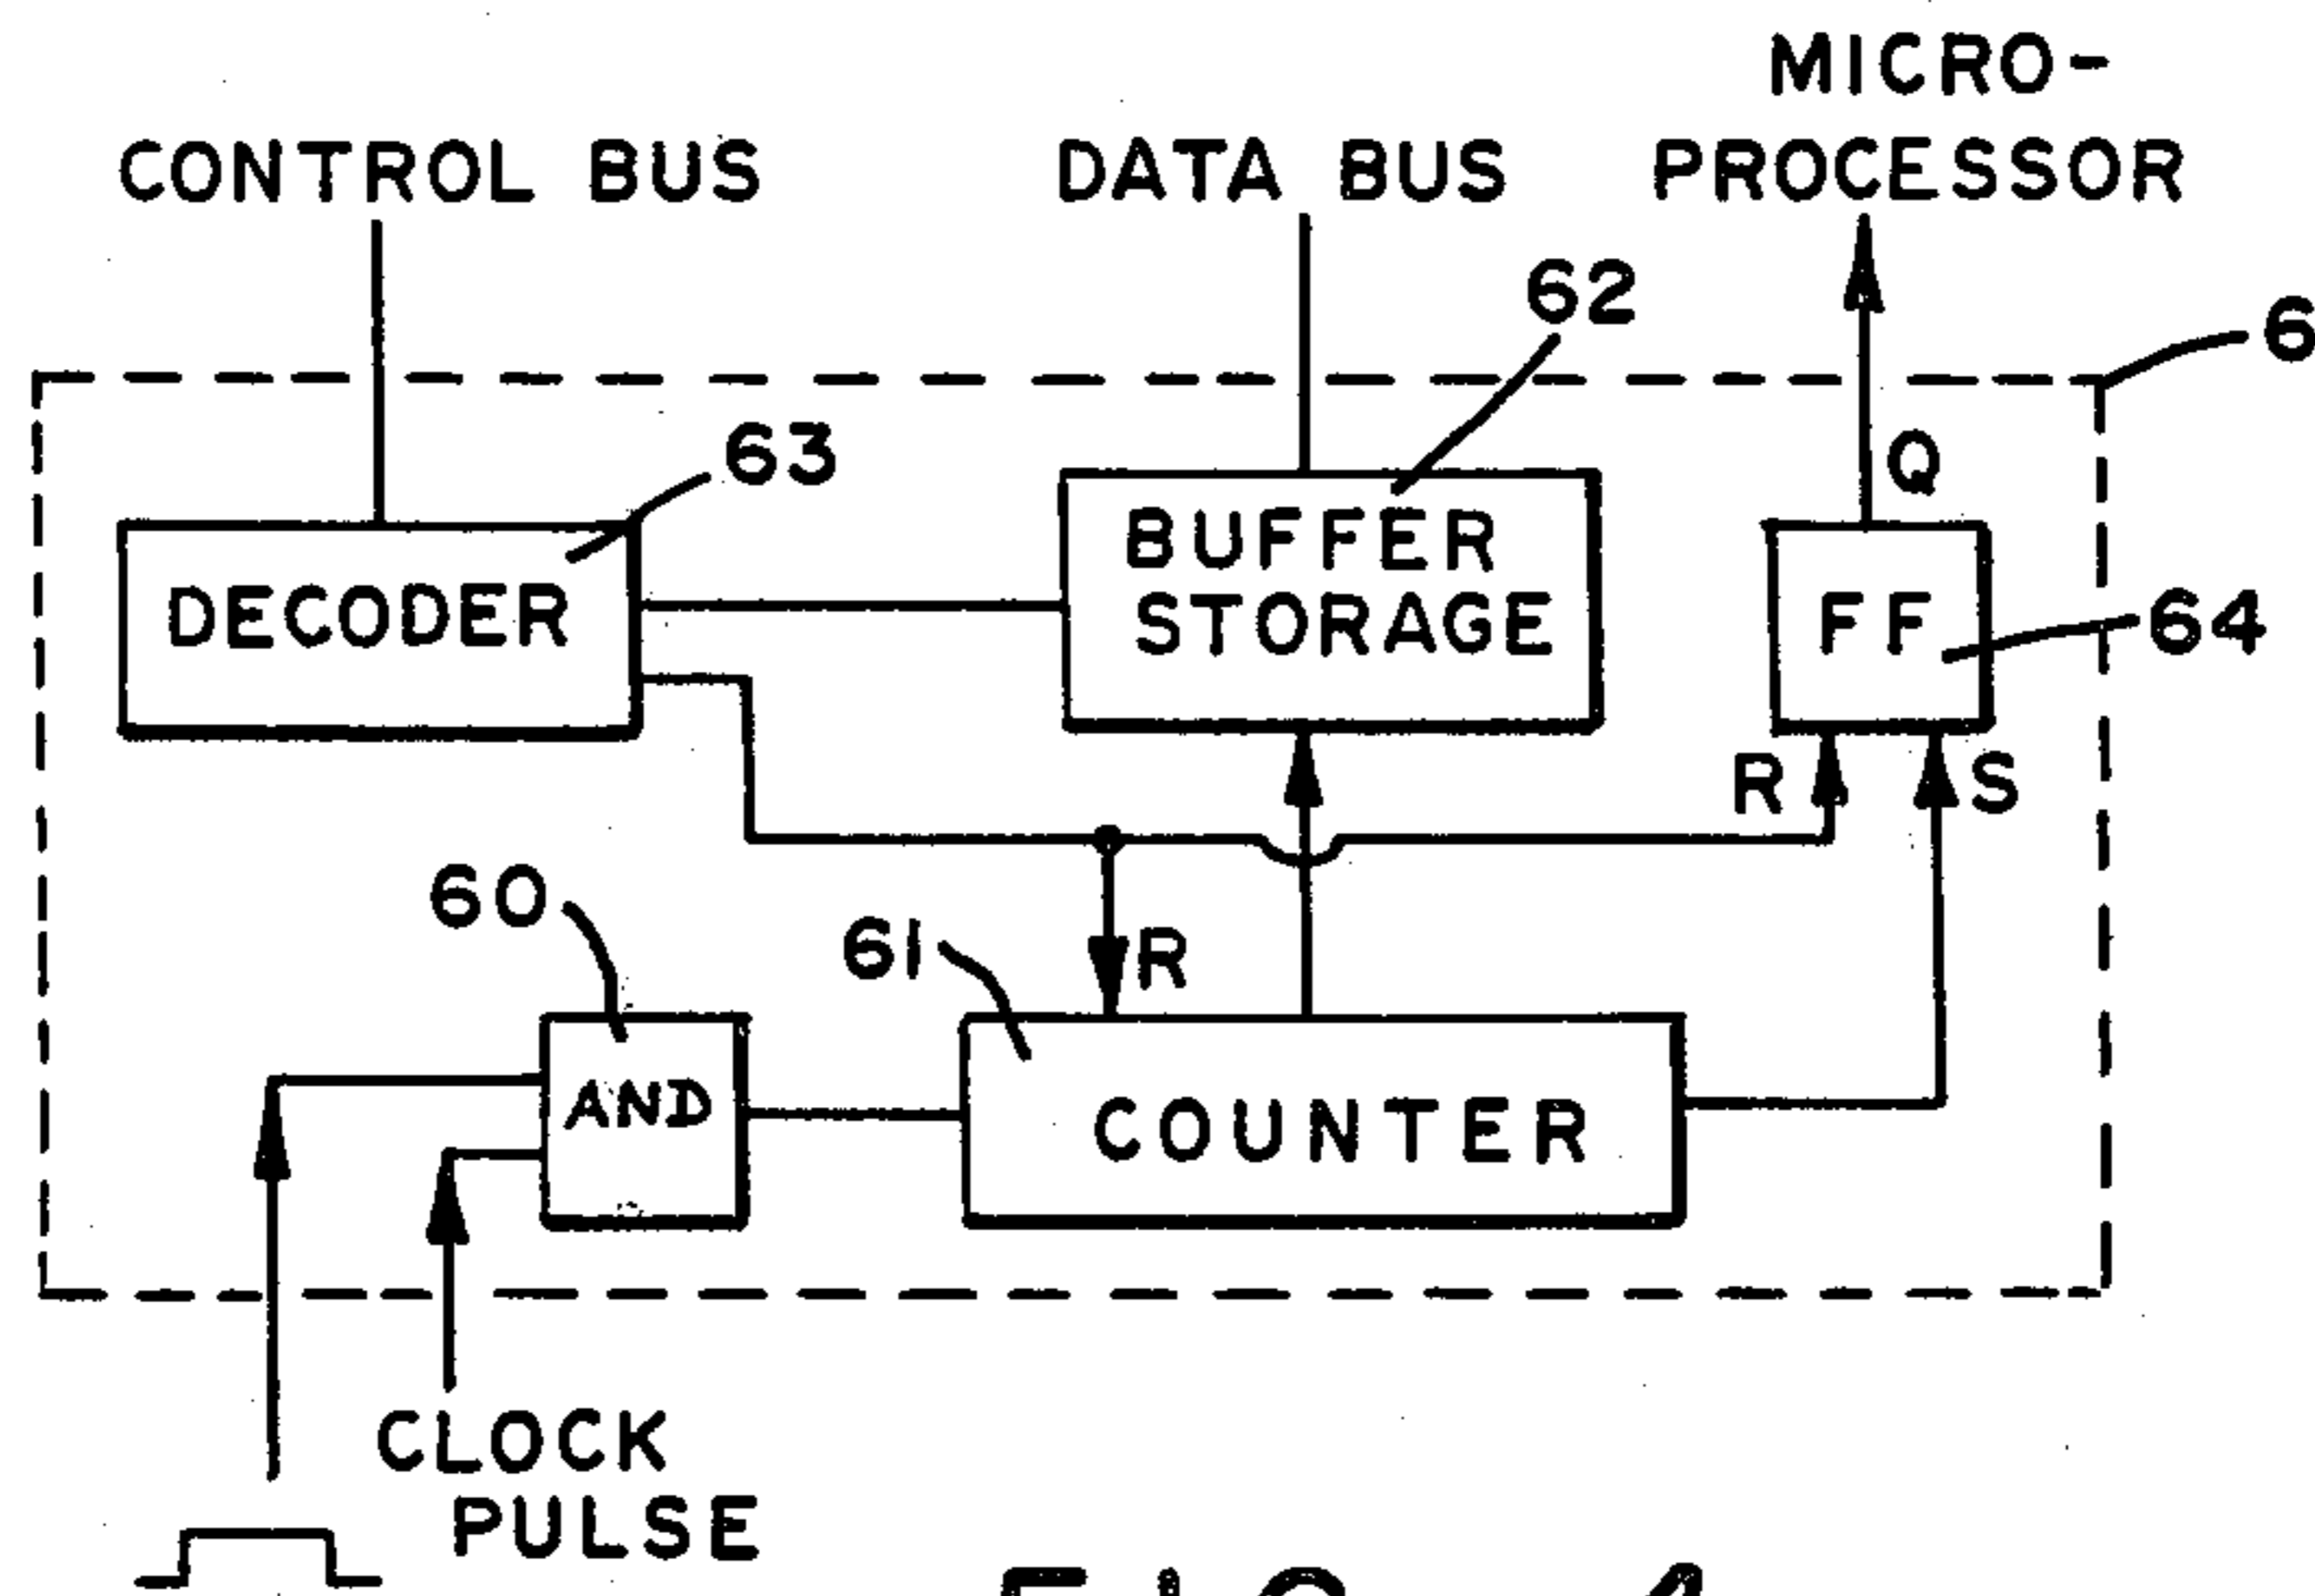 MICRO-
CONTROL BUS
DATA BUS
PROCESSOR
62
6
63
Q
BUFFER
STORAGE
DECODER
FF
64
R
S
60
61
R
AND
COUNTER
CLOCK
PULSE